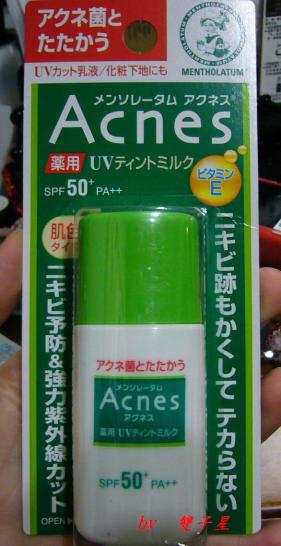 アクネ菌と
たたかう
UVカット乳液/化粧下地にも
MENTHOLATUM
メンソレータム アクネス
Acnes
薬用 UVティントミルク
SPF50+ PA++
ビタミン
E
肌色
タイ
ニキビ跡もかくして テカらない
ニキビ予防&強力紫外線カット
OPEN
アクネ菌とたたかう
メンソレータム
Acnes
アクネス
薬用 UVティントミルク
SPF50+ PA++
by 雙子星